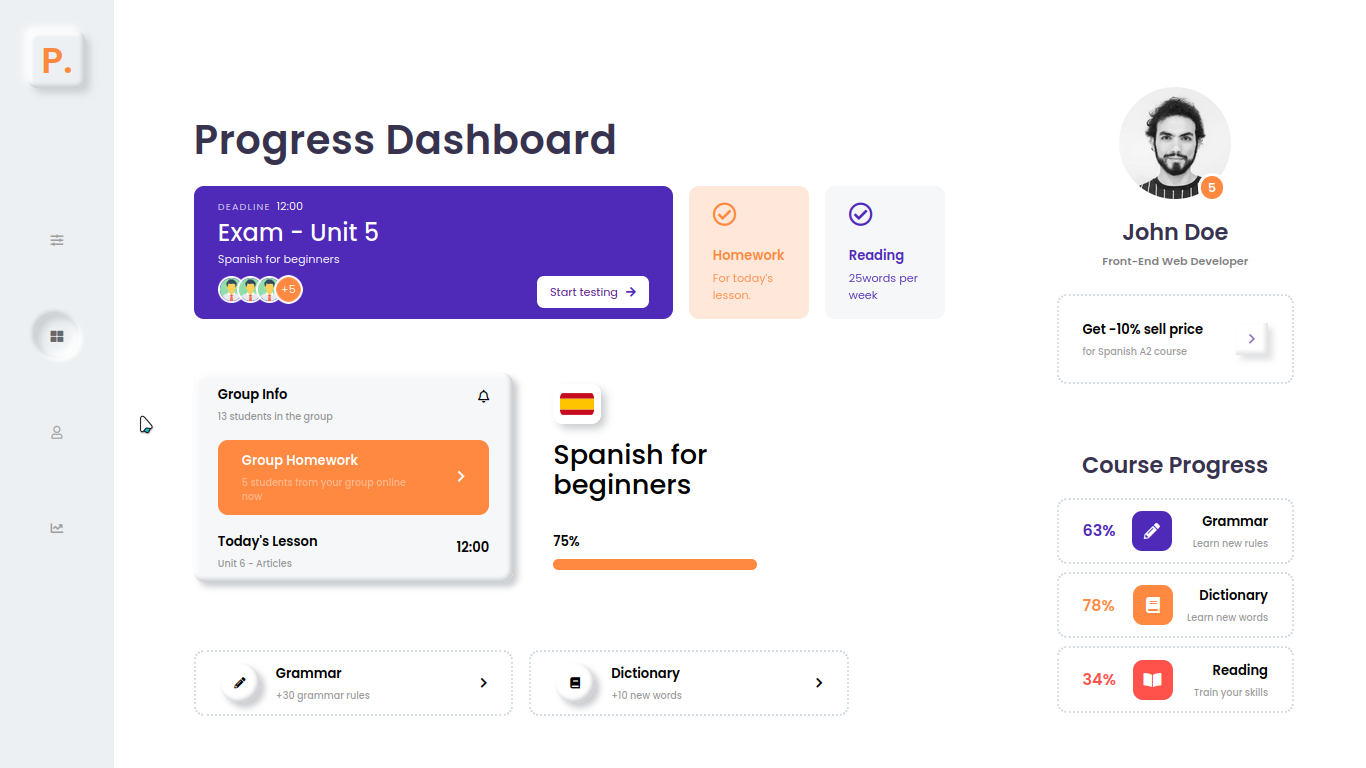 P.
Progress Dashboard
DEADLINE 12:00
Exam - Unit 5
Spanish for beginners
+5
Start testing
Homework
For today's
lesson.
Reading
25words per
week
5
John Doe
Front-End Web Developer
Get -10% sell price
for Spanish A2 course
Group Info
13 students in the group
Group Homework
5 students from your group online
now
Today's Lesson
12:00
Unit 6 - Articles
Spanish for
beginners
75%
Course Progress
63%
Grammar
Learn new rules
78%
Dictionary
Learn new words
34%
Reading
Train your skills
Grammar
+30 grammar rules
Dictionary
+10 new words